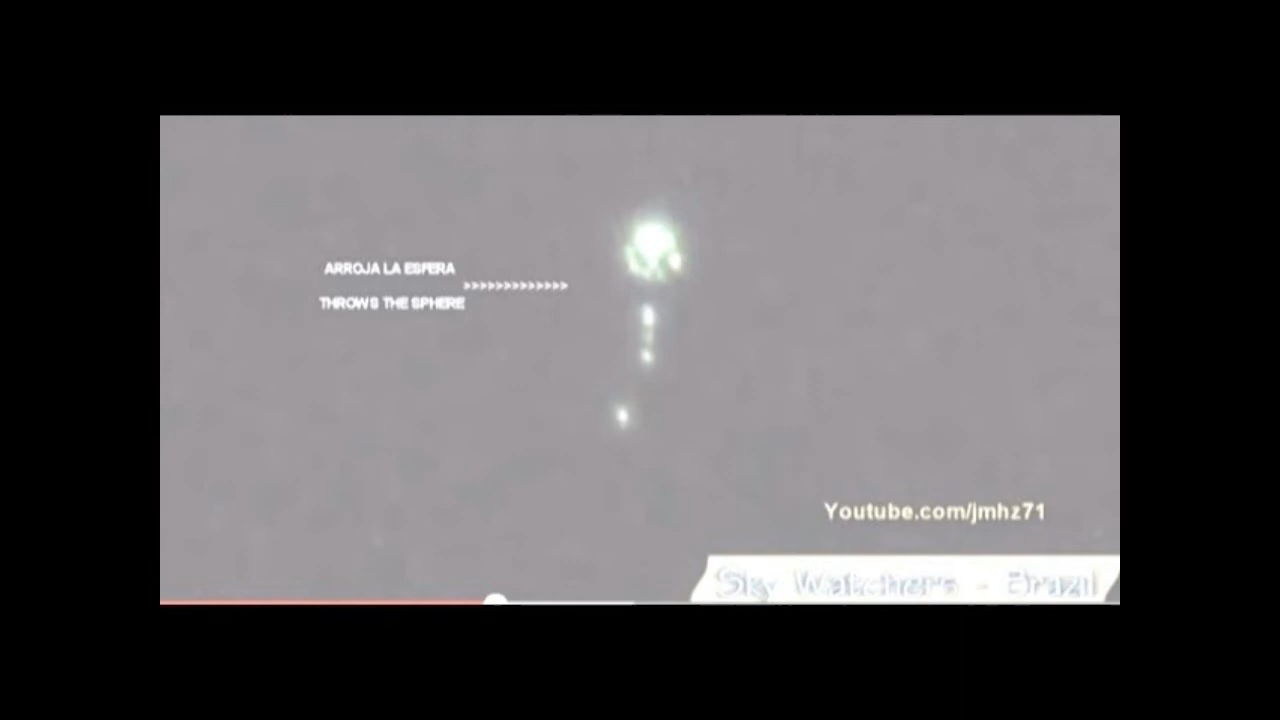 ARROJA LA ESFERA
>>>>>>>>>>>>>
THROWS THE SPHERE
Youtube.com/jmhz71
Sky Watchers - Brazil